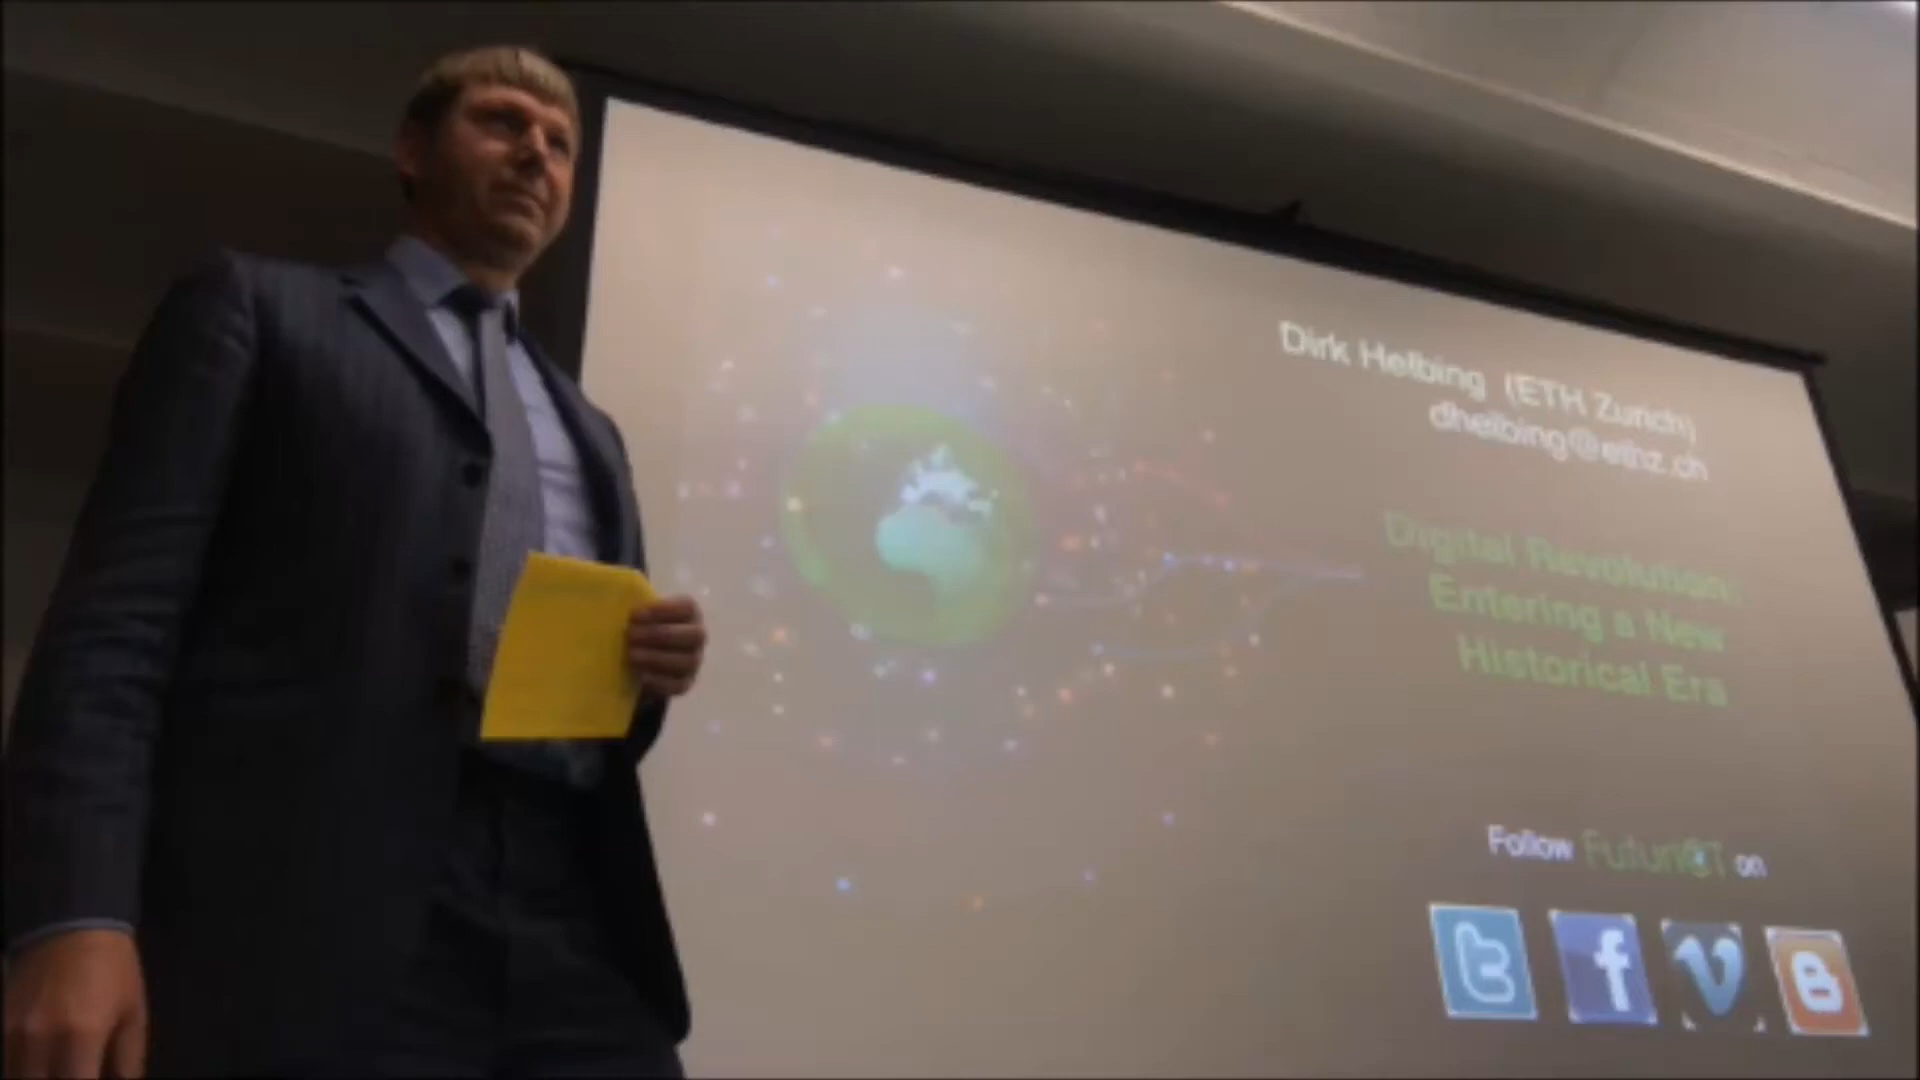 Dirk Helbing (ETH Zurich)
dhelbing@ethz.ch
Digital Revolution:
Entering a New
Historical Era
Follow FuturICT on
t
f
V
B